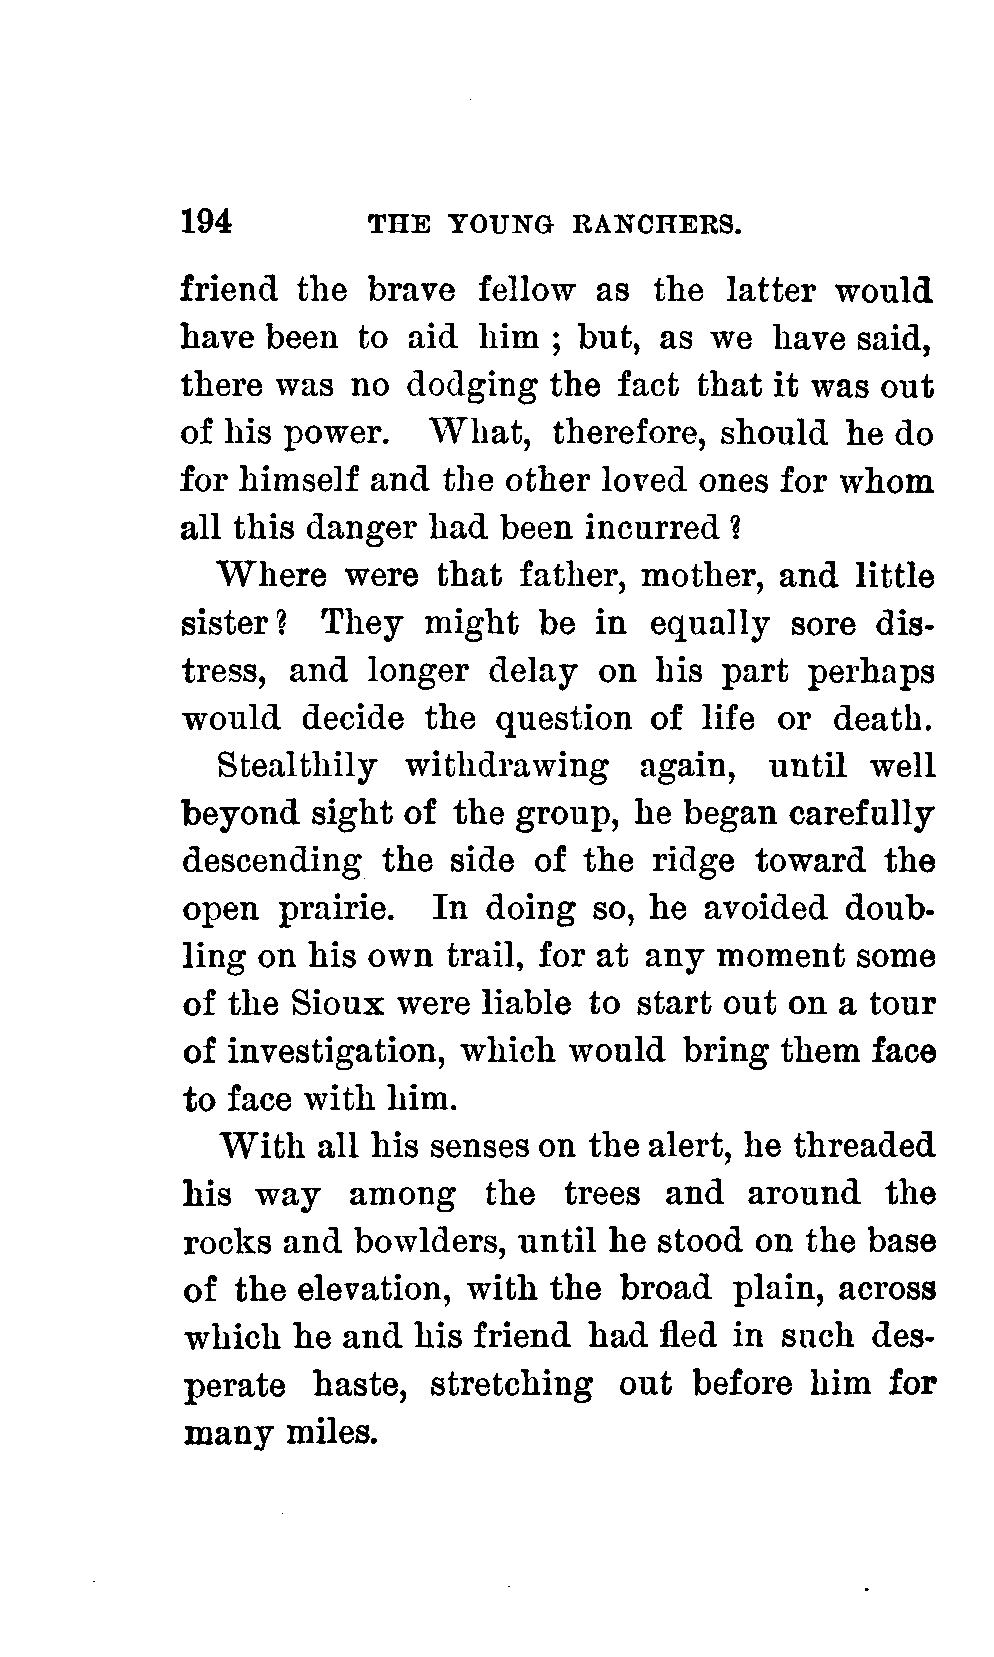 194 THE YOUNG RANCHERS.
friend the brave fellow as the latter would
have been to aid him ; but, as we have said,
there was no dodging the fact that it was out
of his power. What, therefore, should he do
for himself and the other loved ones for whom
all this danger had been incurred ?
Where were that father, mother, and little
sister? They might be in equally sore dis-
tress, and longer delay on his part perhaps
would decide the question of life or death.
Stealthily withdrawing again, until well
beyond sight of the group, he began carefully
descending the side of the ridge toward the
open prairie. In doing so, he avoided doub-
ling on his own trail, for at any moment some
of the Sioux were liable to start out on a tour
of investigation, which would bring them face
to face with him.
With all his senses on the alert, he threaded
his way among the trees and around the
rocks and bowlders, until he stood on the base
of the elevation, with the broad plain, across
which he and his friend had fled in such des-
perate haste, stretching out before him for
many miles.